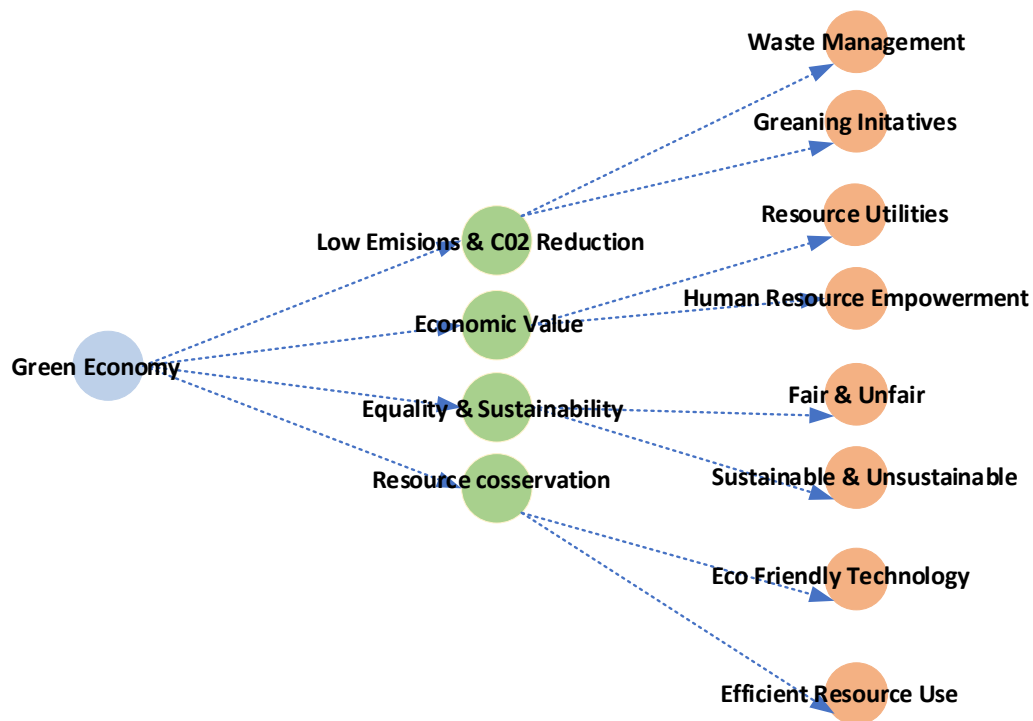 Waste Management
Greaning Initatives
Resource Utilities
Low Emisions & C02 Reduction
Human Resource Empowerment
Economic Value
Green Economy
Fair & Unfair
Equality & Sustainability
Sustainable & Unsustainable
Resource cosservation
Eco Friendly Technology
Efficient Resource Use